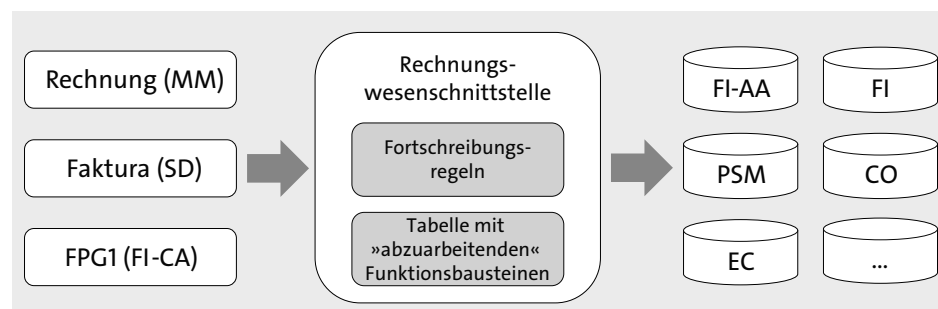 Rechnung (MM)
Faktura (SD)
FPG1 (FI-CA)
Rechnungs-
wesenschnittstelle
Fortschreibungs-
regeln
Tabelle mit
»abzuarbeitenden«
Funktionsbausteinen
FI-AA
FI
PSM
CO
EC
...